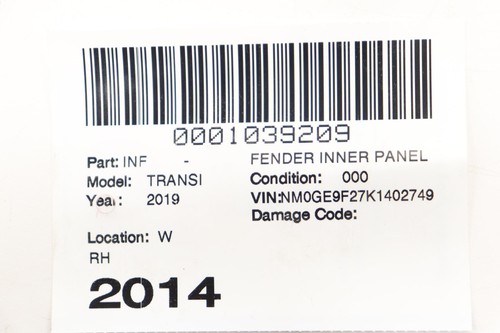 0001039209
Part: INF - FENDER INNER PANEL
Model: TRANSI Condition: 000
Year: 2019 VIN:NM0GE9F27K1402749
Damage Code:
Location: W
RH
2014